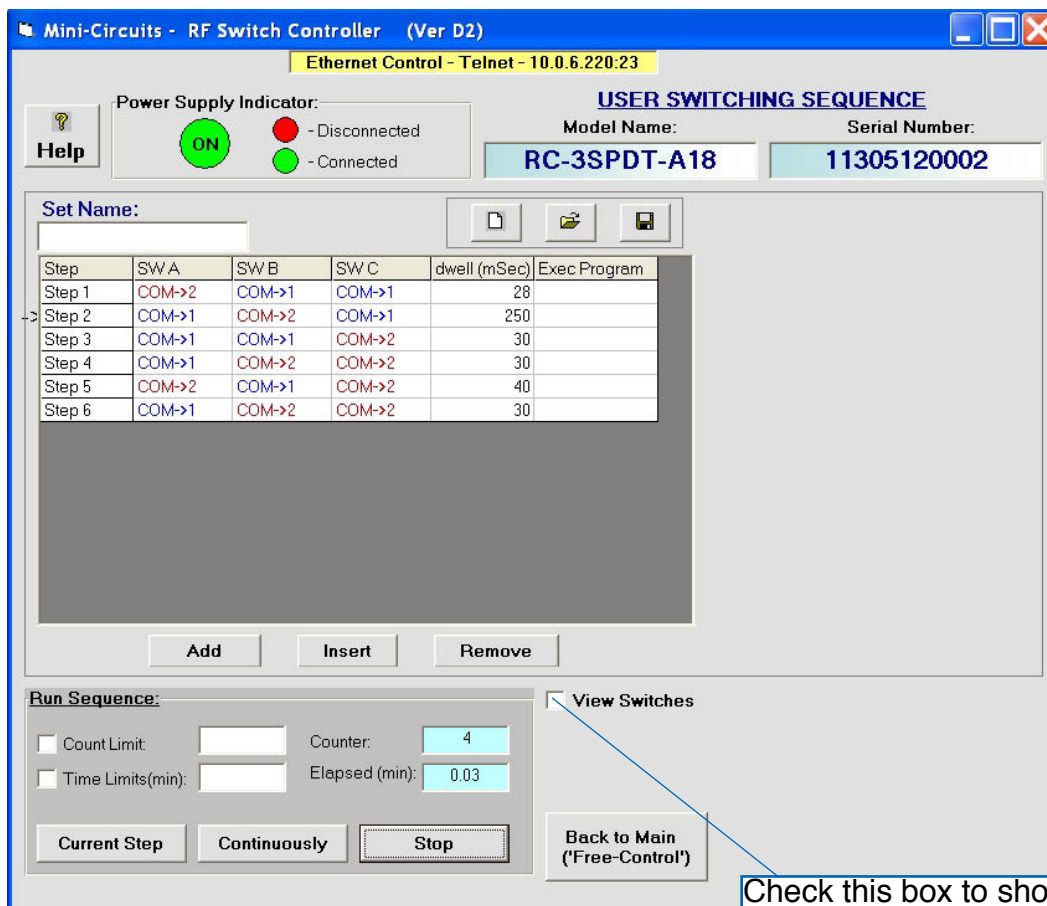 Mini-Circuits - RF Switch Controller (Ver D2)
Ethernet Control - Telnet - 10.0.6.220:23
? Help
Power Supply Indicator:
ON
- Disconnected
- Connected
USER SWITCHING SEQUENCE
Model Name: Serial Number:
RC-3SPDT-A18 11305120002
Set Name:
Step SW A SW B SW C dwell (mSec) Exec Program
Step 1 COM->2 COM->1 COM->1 28
-> Step 2 COM->1 COM->2 COM->1 250
Step 3 COM->1 COM->1 COM->2 30
Step 4 COM->1 COM->2 COM->2 30
Step 5 COM->2 COM->1 COM->2 40
Step 6 COM->1 COM->2 COM->2 30
Add Insert Remove
Run Sequence:
Count Limit: Counter: 4
Time Limits(min): Elapsed (min): 0.03
Current Step Continuously Stop
View Switches
Back to Main
('Free-Control')
Check this box to sho